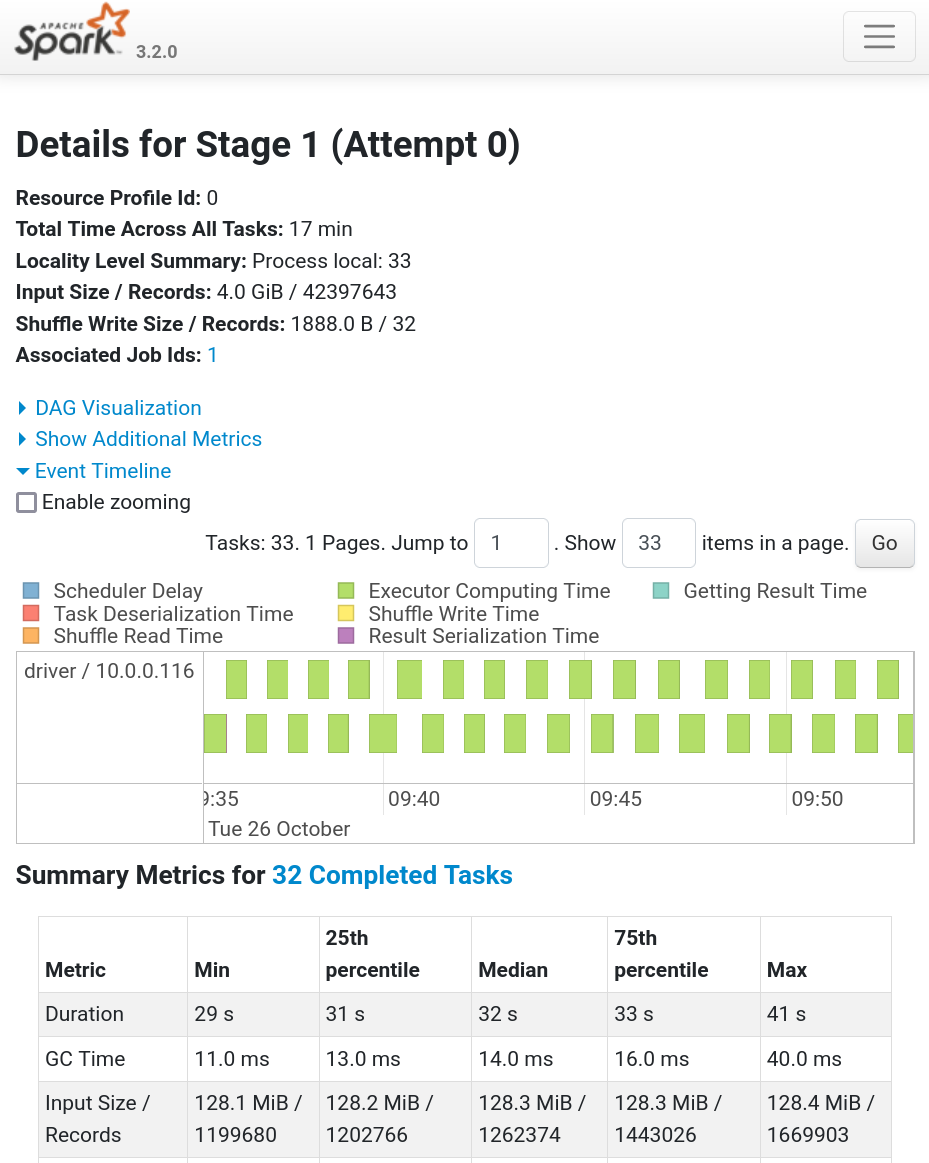 APACHE
Spark™ 3.2.0
Details for Stage 1 (Attempt 0)
Resource Profile Id: 0
Total Time Across All Tasks: 17 min
Locality Level Summary: Process local: 33
Input Size / Records: 4.0 GiB / 42397643
Shuffle Write Size / Records: 1888.0 B / 32
Associated Job Ids: 1
DAG Visualization
Show Additional Metrics
Event Timeline
Enable zooming
Tasks: 33. 1 Pages. Jump to 1 . Show 33 items in a page. Go
Scheduler Delay Executor Computing Time Getting Result Time
Task Deserialization Time Shuffle Write Time
Shuffle Read Time Result Serialization Time
driver / 10.0.0.116
9:35 09:40 09:45 09:50
Tue 26 October
Summary Metrics for 32 Completed Tasks
25th 75th
Metric Min percentile Median percentile Max
Duration 29 s 31 s 32 s 33 s 41 s
GC Time 11.0 ms 13.0 ms 14.0 ms 16.0 ms 40.0 ms
Input Size / 128.1 MiB / 128.2 MiB / 128.3 MiB / 128.3 MiB / 128.4 MiB /
Records 1199680 1202766 1262374 1443026 1669903